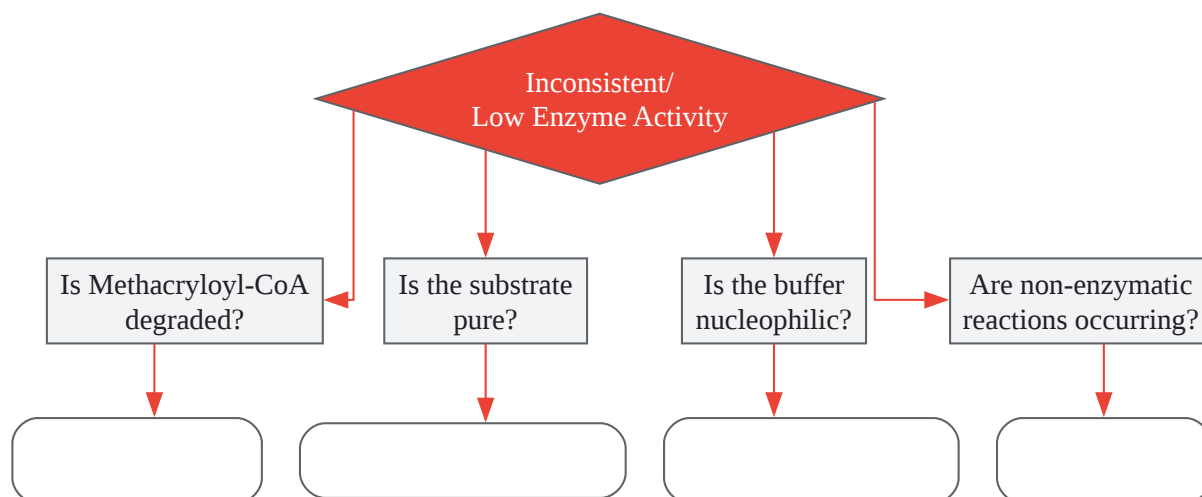 Inconsistent/
Low Enzyme Activity
Is Methacryloyl-CoA
degraded?
Is the substrate
pure?
Is the buffer
nucleophilic?
Are non-enzymatic
reactions occurring?